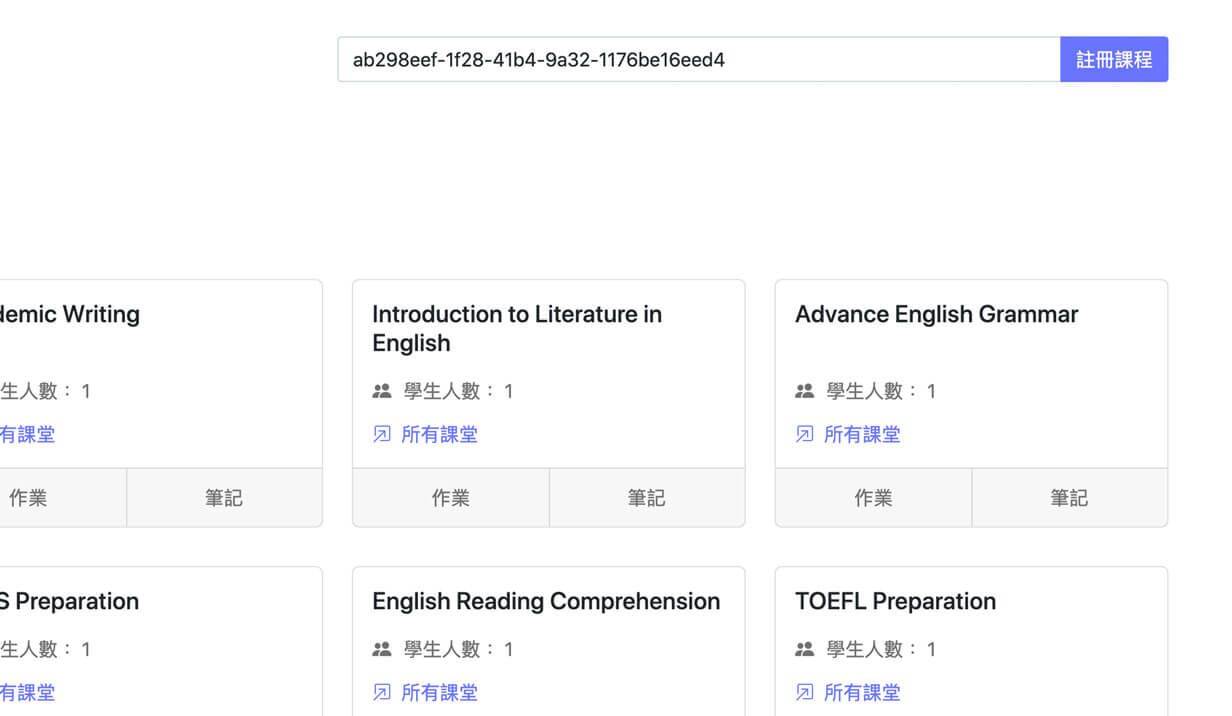 ab298eef-1f28-41b4-9a32-1176be16eed4
註冊課程
demic Writing
生人數： 1
有課堂
作業
筆記
Introduction to Literature in
English
學生人數： 1
所有課堂
作業
筆記
Advance English Grammar
學生人數： 1
所有課堂
作業
筆記
S Preparation
生人數： 1
有課堂
English Reading Comprehension
學生人數： 1
所有課堂
TOEFL Preparation
學生人數： 1
所有課堂